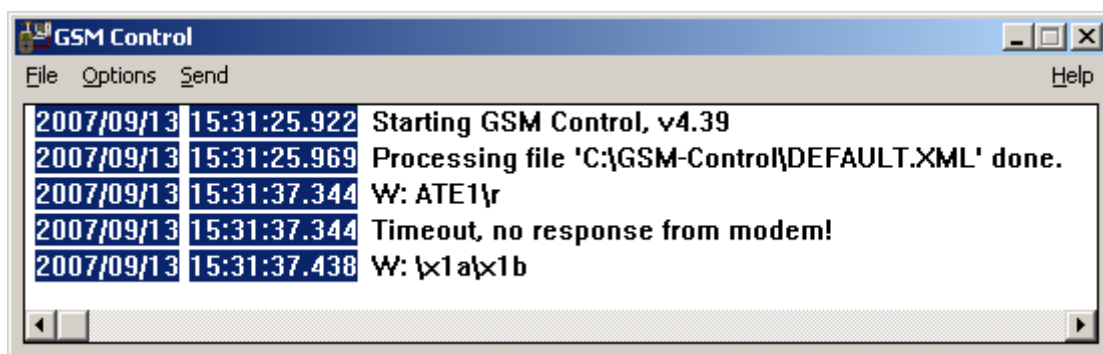 GSM Control
File Options Send Help
2007/09/13 15:31:25.922 Starting GSM Control, v4.39
2007/09/13 15:31:25.969 Processing file 'C:\GSM-Control\DEFAULT.XML' done.
2007/09/13 15:31:37.344 W: ATE1\r
2007/09/13 15:31:37.344 Timeout, no response from modem!
2007/09/13 15:31:37.438 W: \x1a\x1b